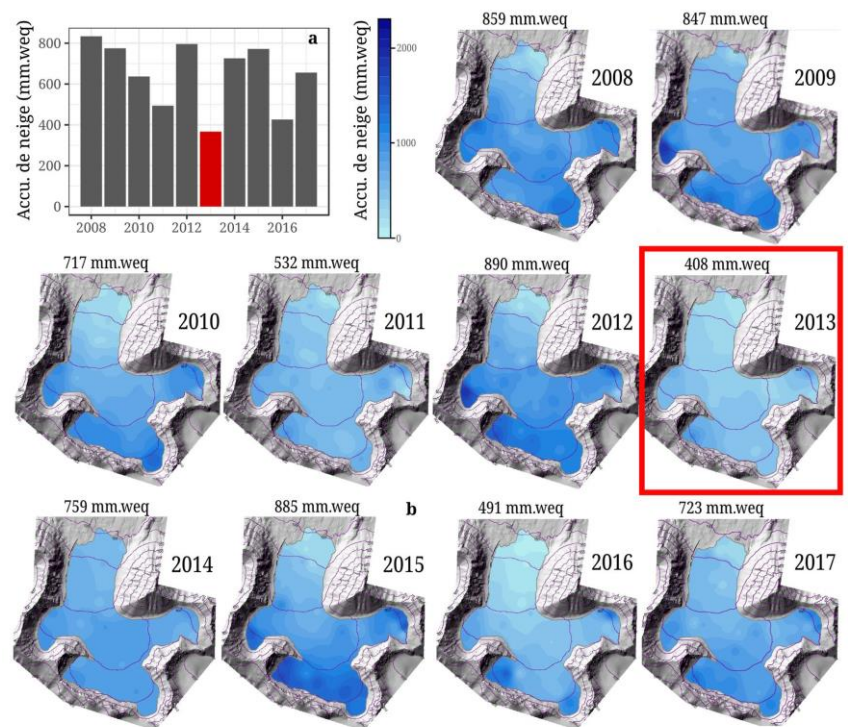 Accu. de neige (mm.weq)
800
600
400
200
0
2008
2010
2012
2014
2016
a
Accu. de neige (mm.weq)
2000
1000
0
859 mm.weq
2008
847 mm.weq
2009
717 mm.weq
2010
532 mm.weq
2011
890 mm.weq
2012
408 mm.weq
2013
759 mm.weq
2014
885 mm.weq
b
2015
491 mm.weq
2016
723 mm.weq
2017